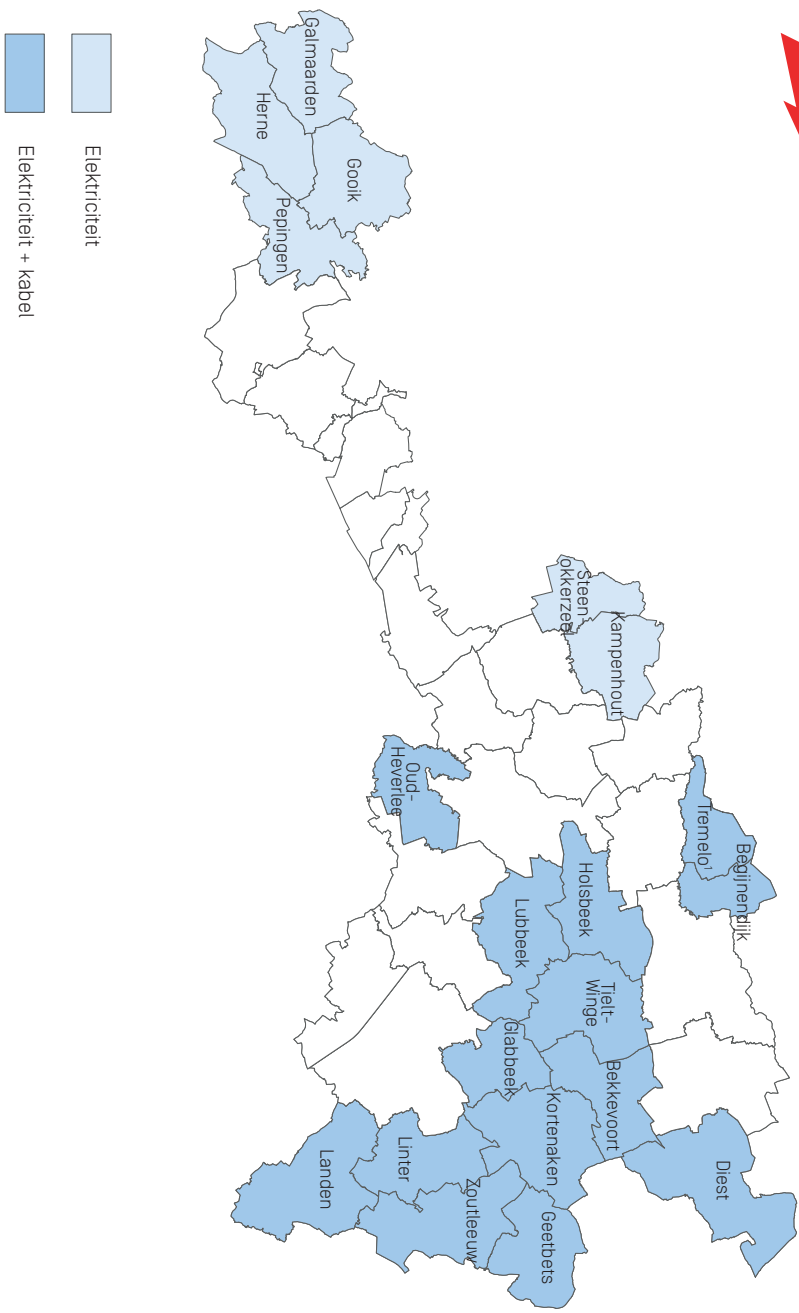 Galmaarden
Herne
Gooik
Pepingen
Steen-
okkerzeel
Kampenhout
Oud-
Heverlee
Tremelo¹
Begijnendijk
Holsbeek
Lubbeek
Tielt-
Winge
Glabbeek
Bekkevoort
Kortenaken
Diest
Linter
Landen
Zoutleeuw
Geetbets
Elektriciteit
Elektriciteit + kabel